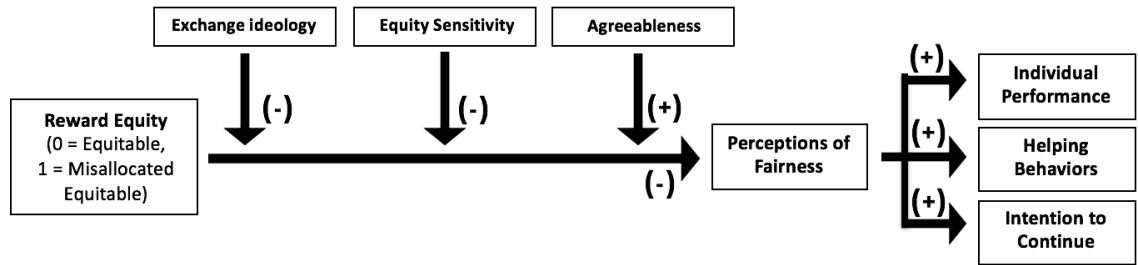 Exchange ideology
Equity Sensitivity
Agreeableness
(-)
(-)
(+)
Reward Equity
(0 = Equitable,
1 = Misallocated
Equitable)
(-)
Perceptions of
Fairness
(+)
Individual
Performance
(+)
Helping
Behaviors
(+)
Intention to
Continue